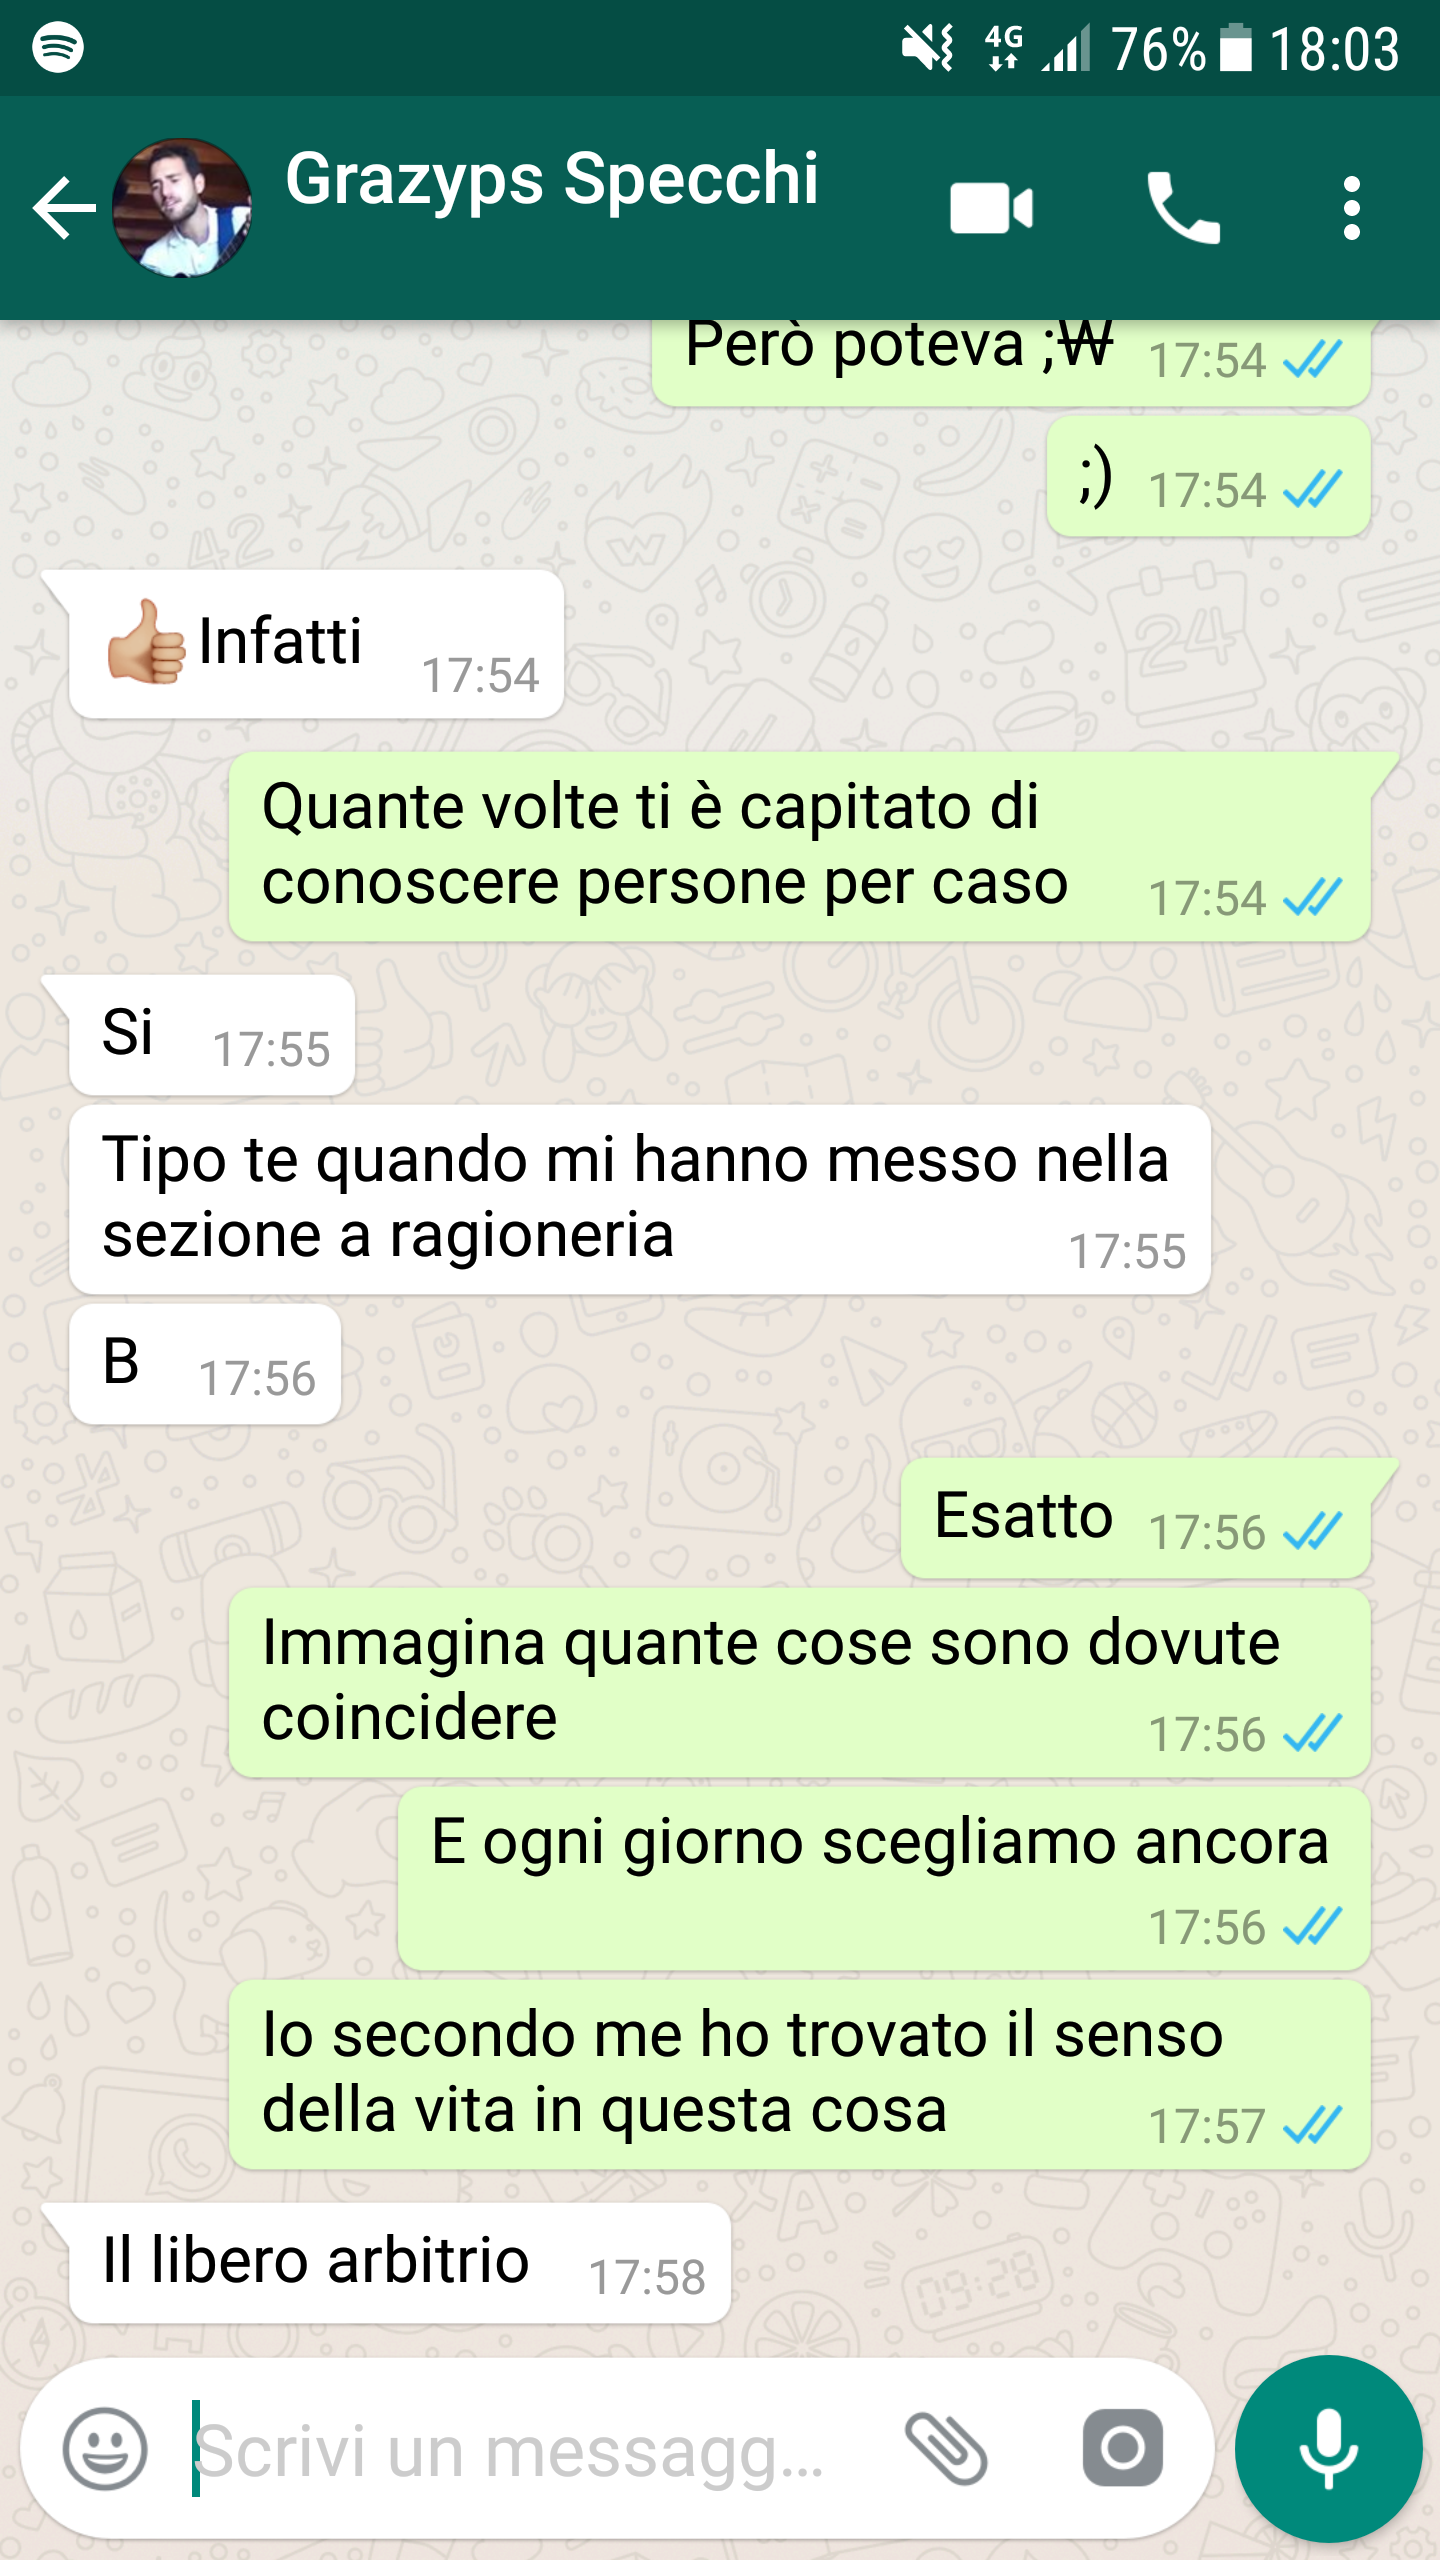 4G 76% 18:03
Grazyps Specchi
Però poteva ;₩ 17:54
;) 17:54
👍🏼 Infatti 17:54
Quante volte ti è capitato di
conoscere persone per caso 17:54
Si 17:55
Tipo te quando mi hanno messo nella
sezione a ragioneria 17:55
B 17:56
Esatto 17:56
Immagina quante cose sono dovute
coincidere 17:56
E ogni giorno scegliamo ancora
17:56
Io secondo me ho trovato il senso
della vita in questa cosa 17:57
Il libero arbitrio 17:58
Scrivi un messagg...